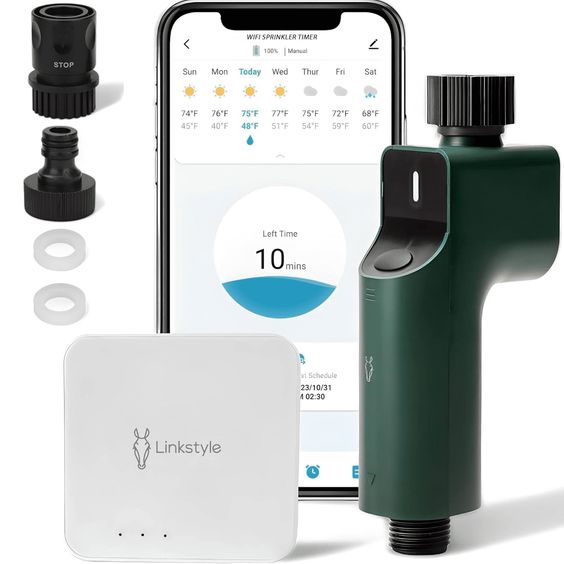 STOP
WIFI SPRINKLER TIMER
100% | Manual
Sun Mon Today Wed Thur Fri Sat
74°F 76°F 75°F 77°F 75°F 72°F 68°F
45°F 40°F 48°F 51°F 54°F 59°F 60°F
Left Time
10 mins
Schedule
23/10/31
M 02:30
Linkstyle